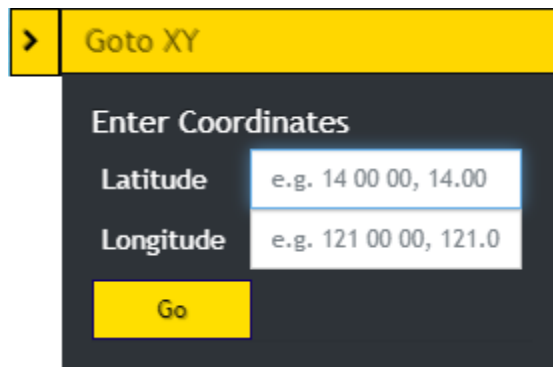 Goto XY
Enter Coordinates
Latitude e.g. 14 00 00, 14.00
Longitude e.g. 121 00 00, 121.0
Go